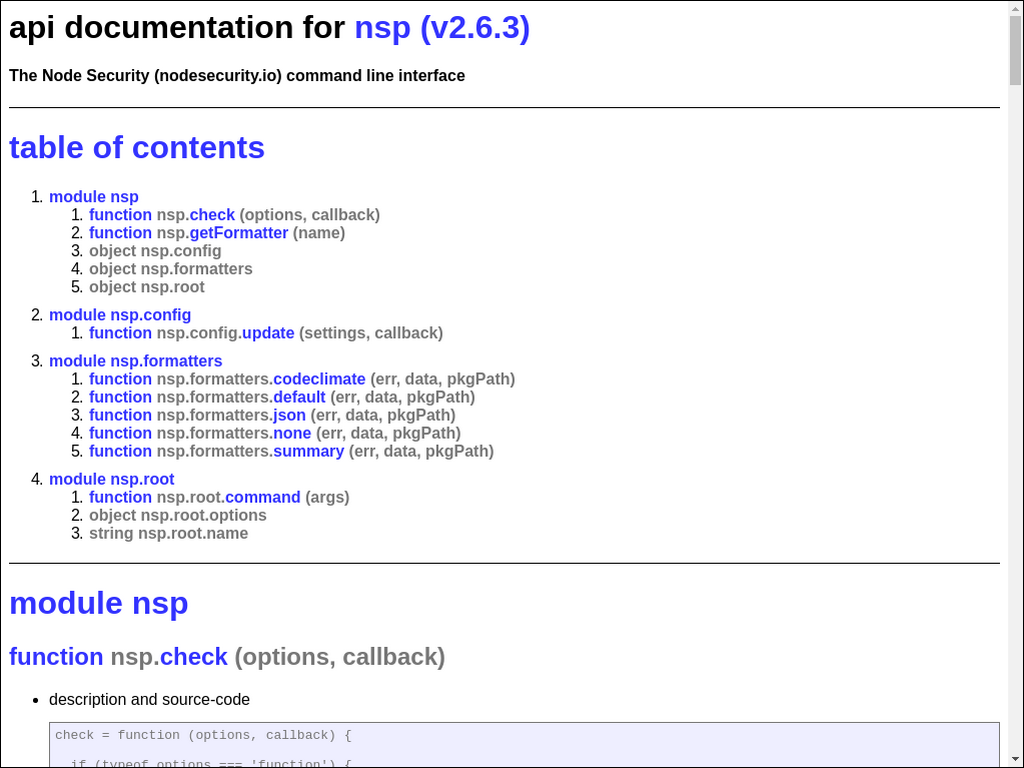 api documentation for nsp (v2.6.3)
The Node Security (nodesecurity.io) command line interface
table of contents
1. module nsp
1. function nsp.check (options, callback)
2. function nsp.getFormatter (name)
3. object nsp.config
4. object nsp.formatters
5. object nsp.root
2. module nsp.config
1. function nsp.config.update (settings, callback)
3. module nsp.formatters
1. function nsp.formatters.codeclimate (err, data, pkgPath)
2. function nsp.formatters.default (err, data, pkgPath)
3. function nsp.formatters.json (err, data, pkgPath)
4. function nsp.formatters.none (err, data, pkgPath)
5. function nsp.formatters.summary (err, data, pkgPath)
4. module nsp.root
1. function nsp.root.command (args)
2. object nsp.root.options
3. string nsp.root.name
module nsp
function nsp.check (options, callback)
• description and source-code
check = function (options, callback) {
if (typeof options === 'function') {